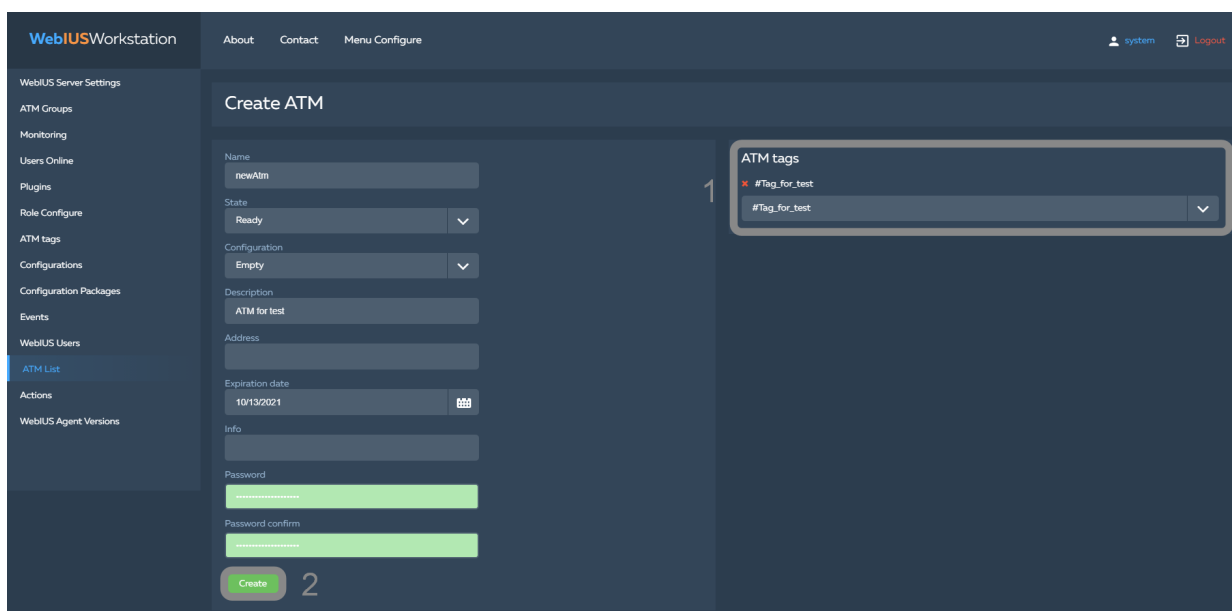 WebIUSWorkstation
About Contact Menu Configure
system Logout
WebIUS Server Settings
ATM Groups
Monitoring
Users Online
Plugins
Role Configure
ATM tags
Configurations
Configuration Packages
Events
WebIUS Users
ATM List
Actions
WebIUS Agent Versions
Create ATM
Name
newAtm
State
Ready
Configuration
Empty
Description
ATM for test
Address
Expiration date
10/13/2021
Info
Password
Password confirm
Create
2
1
ATM tags
#Tag_for_test
#Tag_for_test